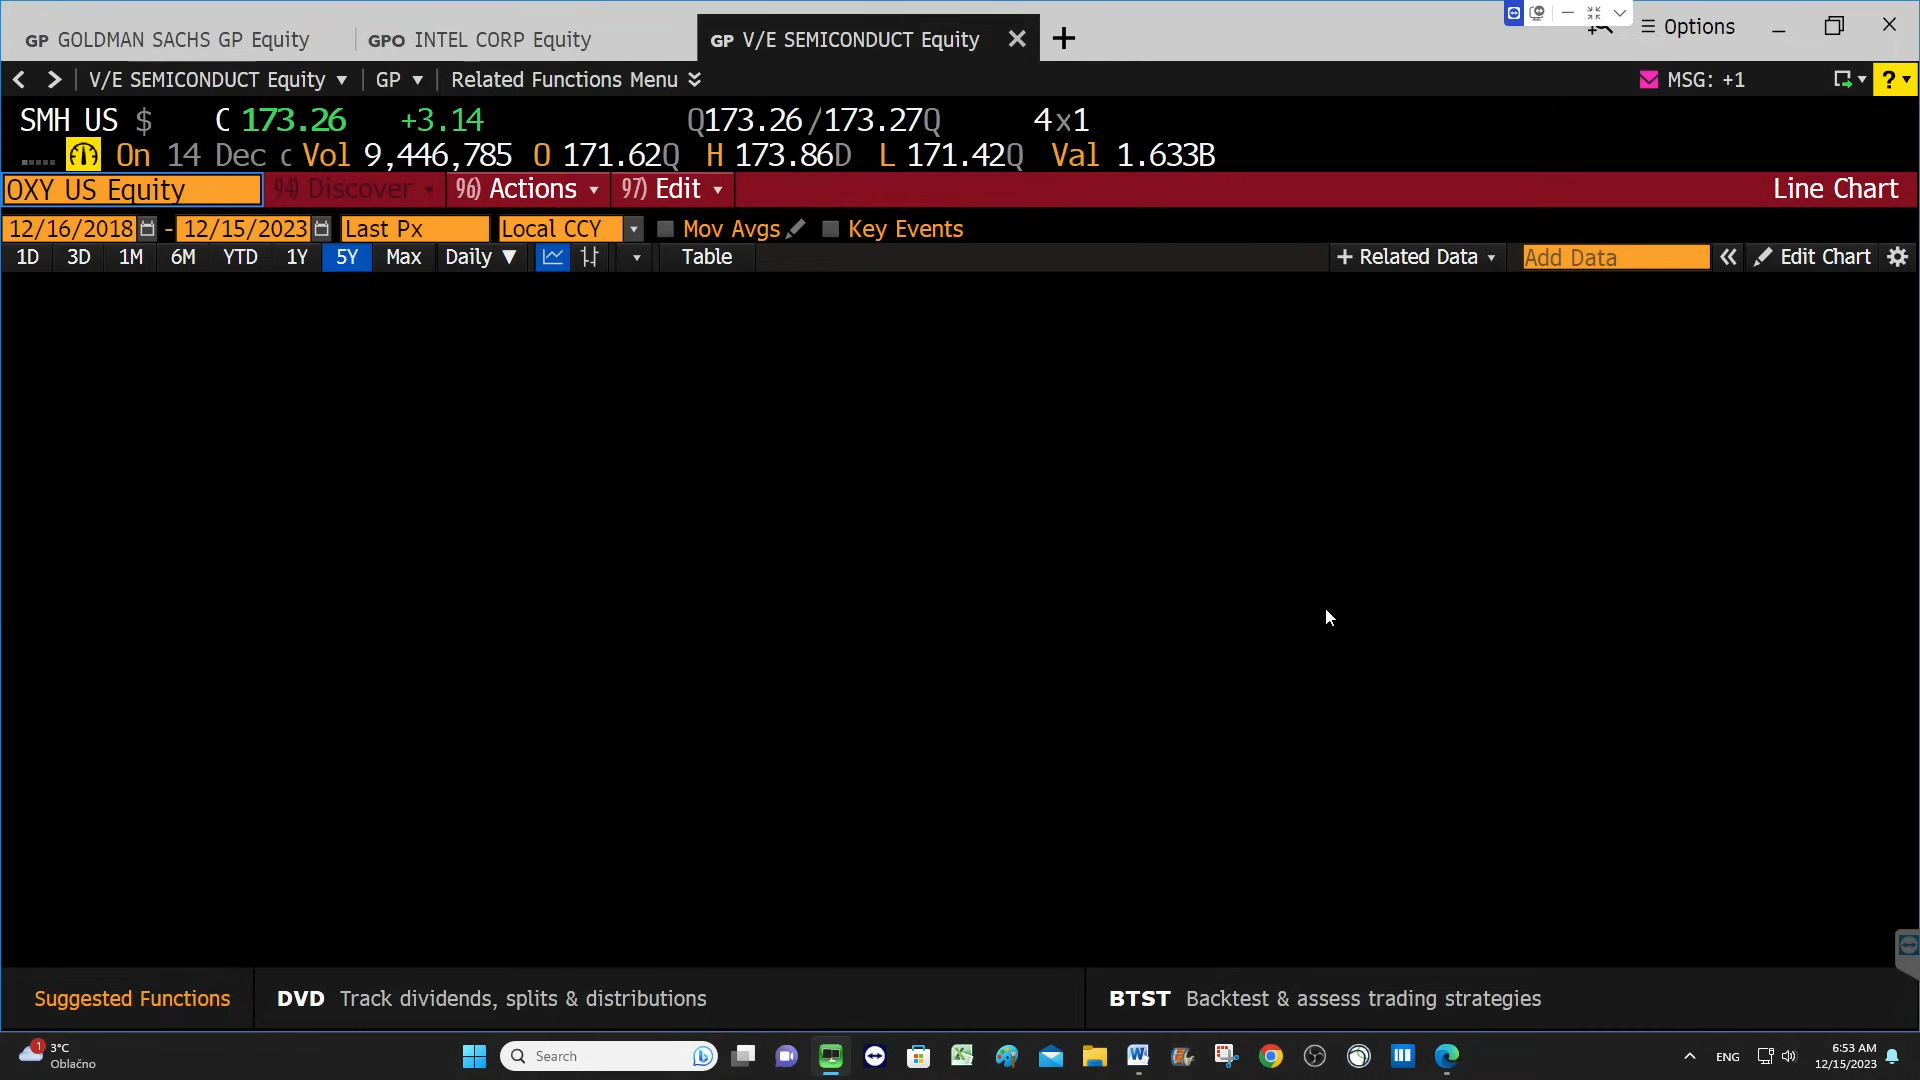 GP GOLDMAN SACHS GP Equity
GPO INTEL CORP Equity
GP V/E SEMICONDUCT Equity
Options
V/E SEMICONDUCT Equity
GP
Related Functions Menu
MSG: +1
?
SMH US $ C 173.26 +3.14 Q173.26/173.27Q 4x1
On 14 Dec Vol 9,446,785 O 171.62Q H 173.86D L 171.42Q Val 1.633B
OXY US Equity
94) Discover
96) Actions
97) Edit
Line Chart
12/16/2018 - 12/15/2023
Last Px
Local CCY
Mov Avgs
Key Events
1D 3D 1M 6M YTD 1Y 5Y Max Daily ▼
Table
+ Related Data
Add Data
«
Edit Chart
Suggested Functions
DVD Track dividends, splits & distributions
BTST Backtest & assess trading strategies
1
3°C
Oblačno
Search
ENG
6:53 AM
12/15/2023